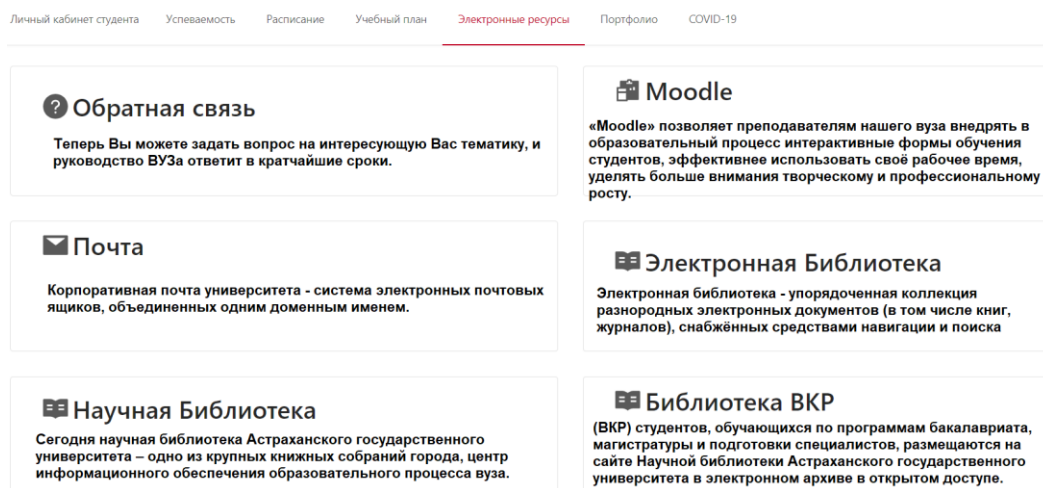 Личный кабинет студента Успеваемость Расписание Учебный план Электронные ресурсы Портфолио COVID-19
Обратная связь
Теперь Вы можете задать вопрос на интересующую Вас тематику, и
руководство ВУЗа ответит в кратчайшие сроки.
Moodle
«Moodle» позволяет преподавателям нашего вуза внедрять в
образовательный процесс интерактивные формы обучения
студентов, эффективнее использовать своё рабочее время,
уделять больше внимания творческому и профессиональному
росту.
Почта
Корпоративная почта университета - система электронных почтовых
ящиков, объединенных одним доменным именем.
Электронная Библиотека
Электронная библиотека - упорядоченная коллекция
разнородных электронных документов (в том числе книг,
журналов), снабжённых средствами навигации и поиска
Научная Библиотека
Сегодня научная библиотека Астраханского государственного
университета – одно из крупных книжных собраний города, центр
информационного обеспечения образовательного процесса вуза.
Библиотека ВКР
(ВКР) студентов, обучающихся по программам бакалавриата,
магистратуры и подготовки специалистов, размещаются на
сайте Научной библиотеки Астраханского государственного
университета в электронном архиве в открытом доступе.